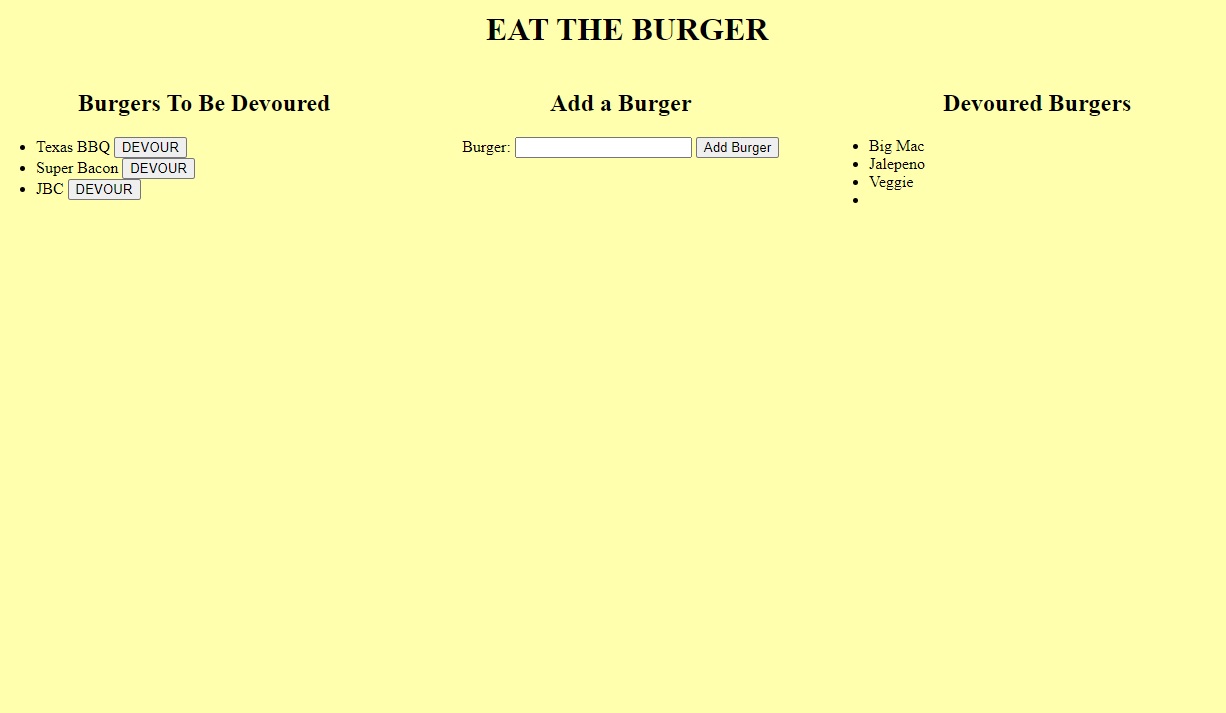 EAT THE BURGER
Burgers To Be Devoured
Texas BBQ DEVOUR
Super Bacon DEVOUR
JBC DEVOUR
Add a Burger
Burger: Add Burger
Devoured Burgers
Big Mac
Jalepeno
Veggie